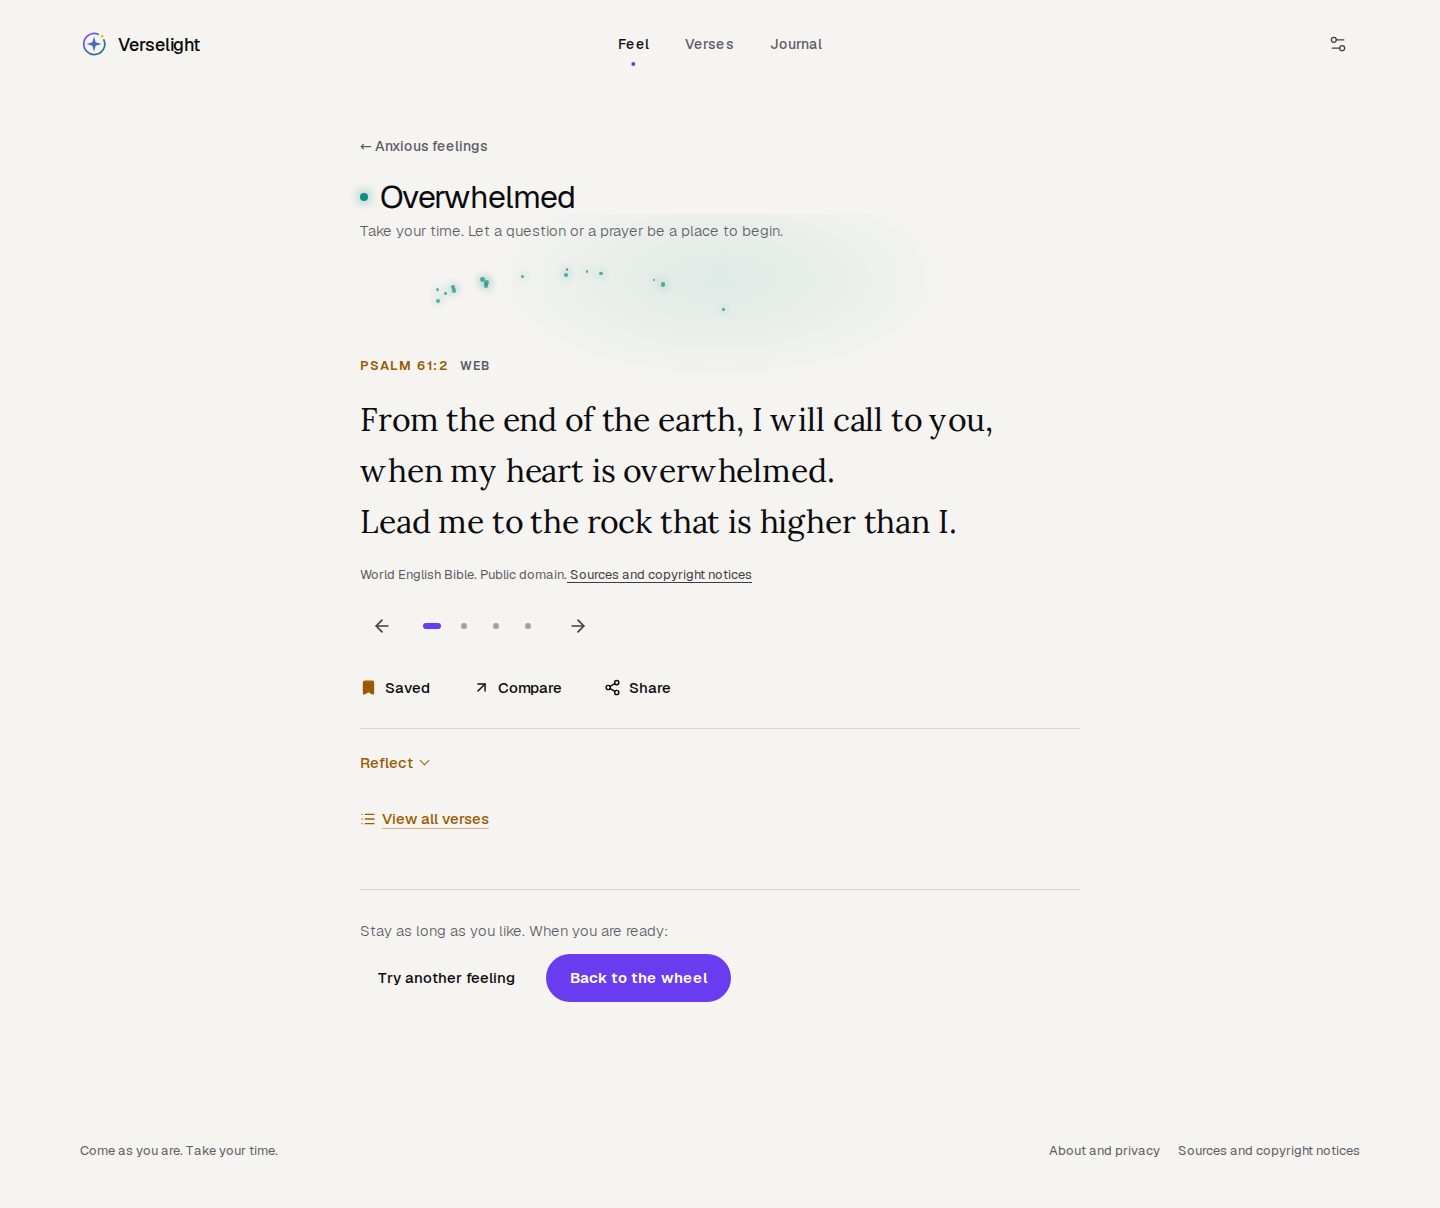 Verselight
Feel Verses Journal
← Anxious feelings
Overwhelmed
Take your time. Let a question or a prayer be a place to begin.
PSALM 61:2 WEB
From the end of the earth, I will call to you,
when my heart is overwhelmed.
Lead me to the rock that is higher than I.
World English Bible. Public domain. Sources and copyright notices
Saved Compare Share
Reflect
View all verses
Stay as long as you like. When you are ready:
Try another feeling Back to the wheel
Come as you are. Take your time. About and privacy Sources and copyright notices